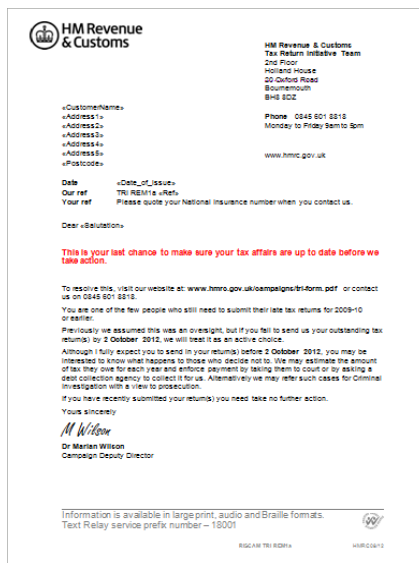 HM Revenue
& Customs
HM Revenue & Customs
Tax Return Initiative Team
2nd Floor
Holland House
20 Oxford Road
Bournemouth
BH8 8DZ
«CustomerName»
«Address1»
«Address2»
«Address3»
«Address4»
«Address5»
«Postcode»
Phone 0845 601 8818
Monday to Friday 9am to 5pm
www.hmrc.gov.uk
Date «Date_of_Issue»
Our ref TRI REM1a «Ref»
Your ref Please quote your National Insurance number when you contact us.
Dear «Salutation»
This is your last chance to make sure your tax affairs are up to date before we
take action.
To resolve this, visit our website at: www.hmrc.gov.uk/campaigns/tri-form.pdf or contact
us on 0845 601 8818.
You are one of the few people who still need to submit their late tax returns for 2009-10
or earlier.
Previously we assumed this was an oversight, but if you fail to send us your outstanding tax
return(s) by 2 October 2012, we will treat it as an active choice.
Although I fully expect you to send in your return(s) before 2 October 2012, you may be
interested to know what happens to those who decide not to. We may estimate the amount
of tax they owe for each year and enforce payment by taking them to court or by asking a
debt collection agency to collect it for us. Alternatively we may refer such cases for Criminal
Investigation with a view to prosecution.
If you have recently submitted your return(s) you need take no further action.
Yours sincerely
M Wilson
Dr Marian Wilson
Campaign Deputy Director
Information is available in large print, audio and Braille formats.
Text Relay service prefix number – 18001
RIS CAM TRI REM1a
HMRC 08/12